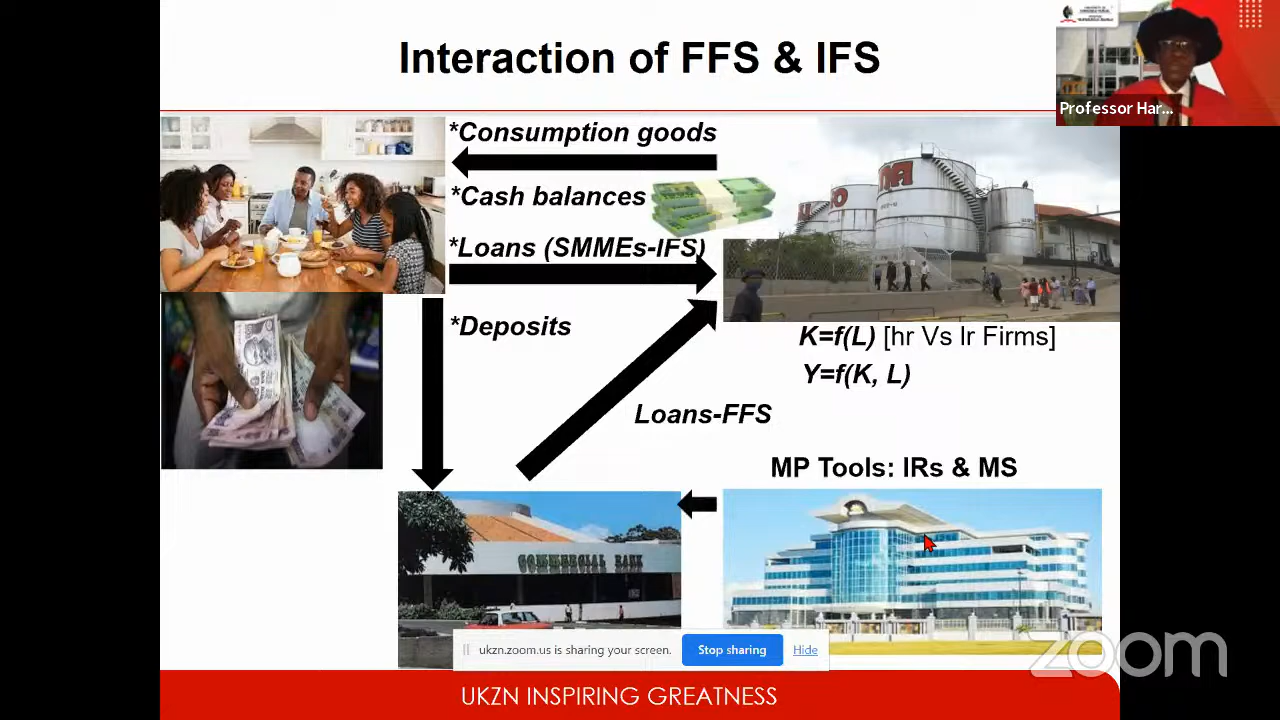 Interaction of FFS & IFS
Professor Har...
*Consumption goods
*Cash balances
*Loans (SMMEs-IFS)
*Deposits
K=f(L) [hr Vs lr Firms]
Y=f(K, L)
Loans-FFS
MP Tools: IRs & MS
COMMERCIAL BANK
ukzn.zoom.us is sharing your screen.
Stop sharing
Hide
zoom
UKZN INSPIRING GREATNESS